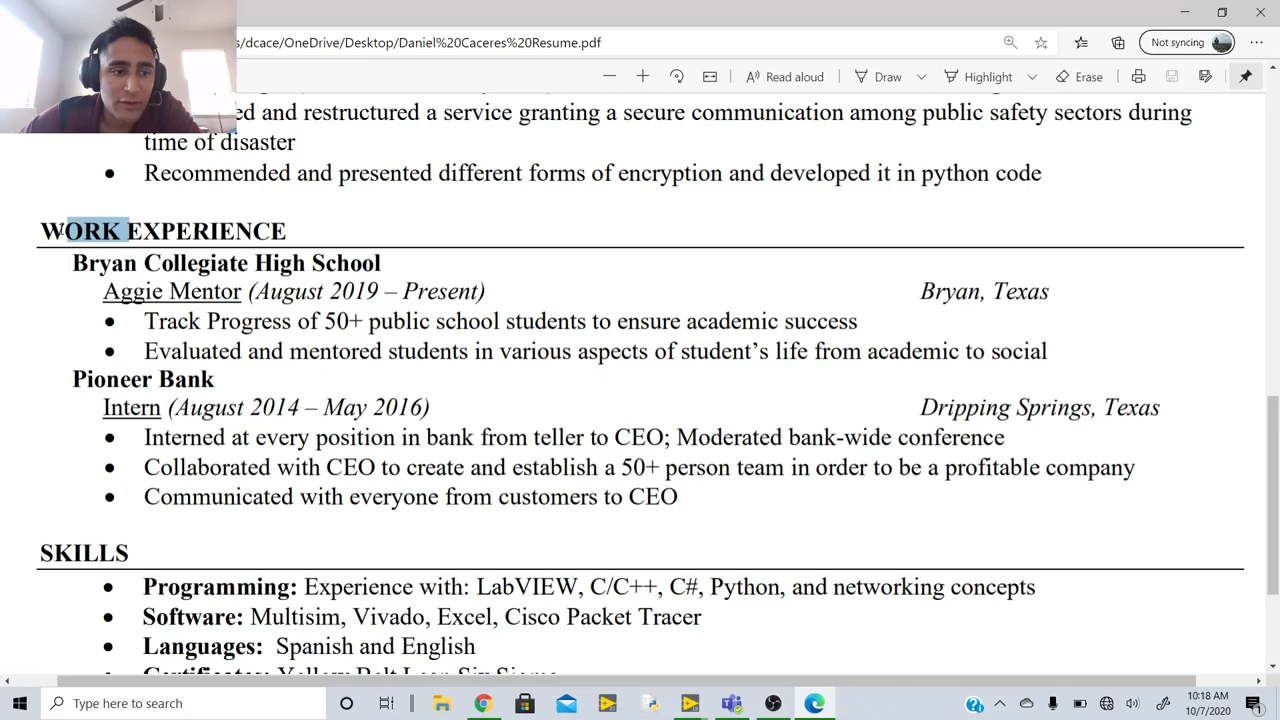 s/dcace/OneDrive/Desktop/Daniel%20Caceres%20Resume.pdf
Not syncing
Read aloud
Draw
Highlight
Erase
ed and restructured a service granting a secure communication among public safety sectors during
time of disaster
• Recommended and presented different forms of encryption and developed it in python code
WORK EXPERIENCE
Bryan Collegiate High School
Aggie Mentor (August 2019 – Present) Bryan, Texas
• Track Progress of 50+ public school students to ensure academic success
• Evaluated and mentored students in various aspects of student's life from academic to social
Pioneer Bank
Intern (August 2014 – May 2016) Dripping Springs, Texas
• Interned at every position in bank from teller to CEO; Moderated bank-wide conference
• Collaborated with CEO to create and establish a 50+ person team in order to be a profitable company
• Communicated with everyone from customers to CEO
SKILLS
• Programming: Experience with: LabVIEW, C/C++, C#, Python, and networking concepts
• Software: Multisim, Vivado, Excel, Cisco Packet Tracer
• Languages: Spanish and English
Certificates: Yellow Belt Lean Six Sigma
Type here to search
10:18 AM
10/7/2020